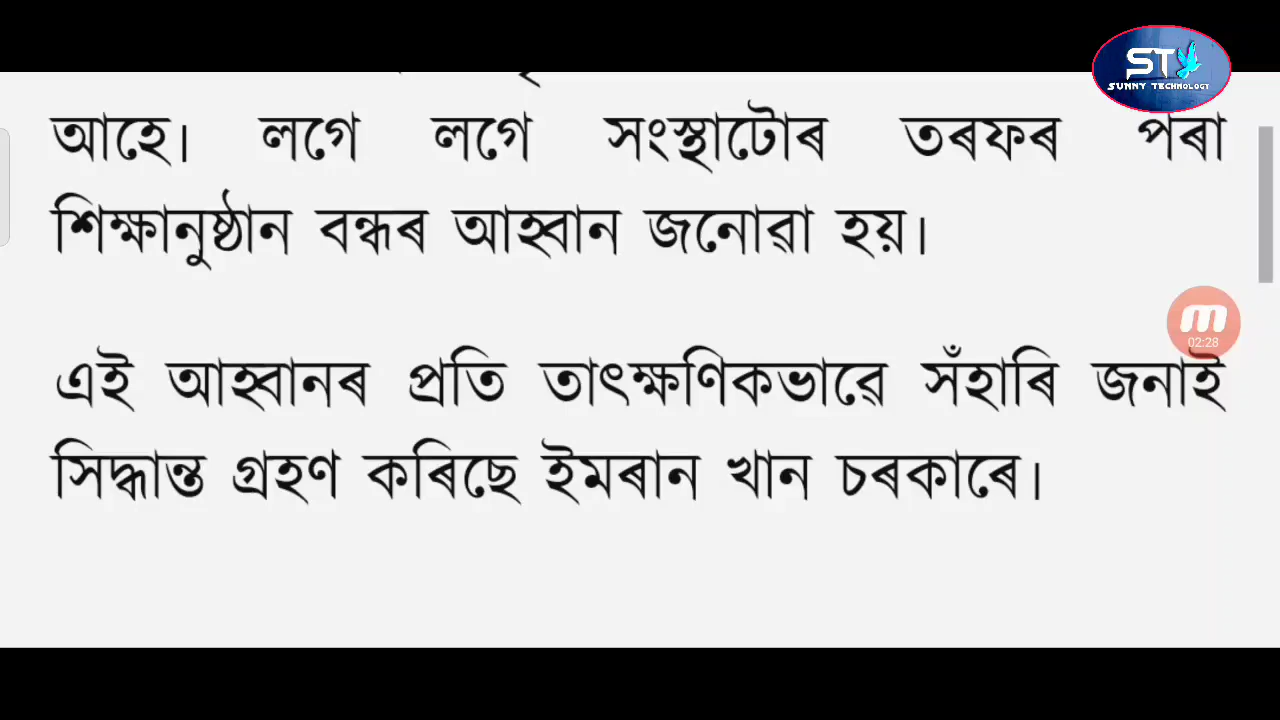 ST
SUNNY TECHNOLOGY
আহে। লগে লগে সংস্থাটোৰ তৰফৰ পৰা
শিক্ষানুষ্ঠান বন্ধৰ আহ্বান জনোৱা হয়।
02:28
এই আহ্বানৰ প্ৰতি তাৎক্ষণিকভাৱে সঁহাৰি জনাই
সিদ্ধান্ত গ্ৰহণ কৰিছে ইমৰান খান চৰকাৰে।